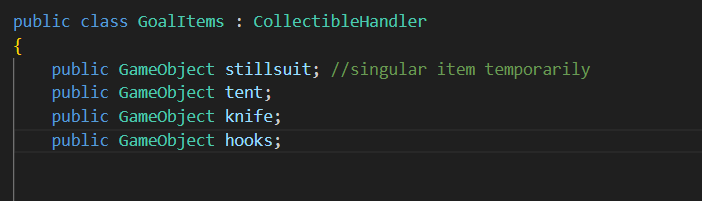 public class GoalItems : CollectibleHandler
{
public GameObject stillsuit; //singular item temporarily
public GameObject tent;
public GameObject knife;
public GameObject hooks;